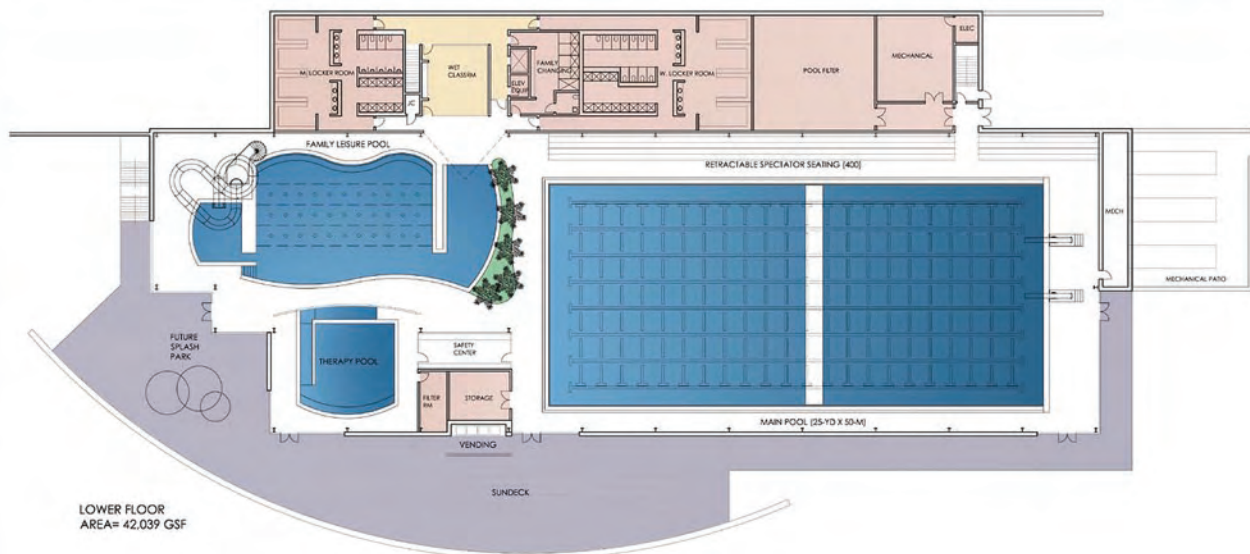 ELEC
MECHANICAL
M. LOCKER ROOM
WET
CLASSRM
FAMILY
CHANGING
W. LOCKER ROOM
POOL FILTER
ELEV
EQUIP
JC
FAMILY LEISURE POOL
RETRACTABLE SPECTATOR SEATING (400)
MECH
MECHANICAL PATIO
FUTURE
SPLASH
PARK
THERAPY POOL
SAFETY
CENTER
FILTER
RM
STORAGE
MAIN POOL (25-YD X 50-M)
VENDING
SUNDECK
LOWER FLOOR
AREA= 42,039 GSF